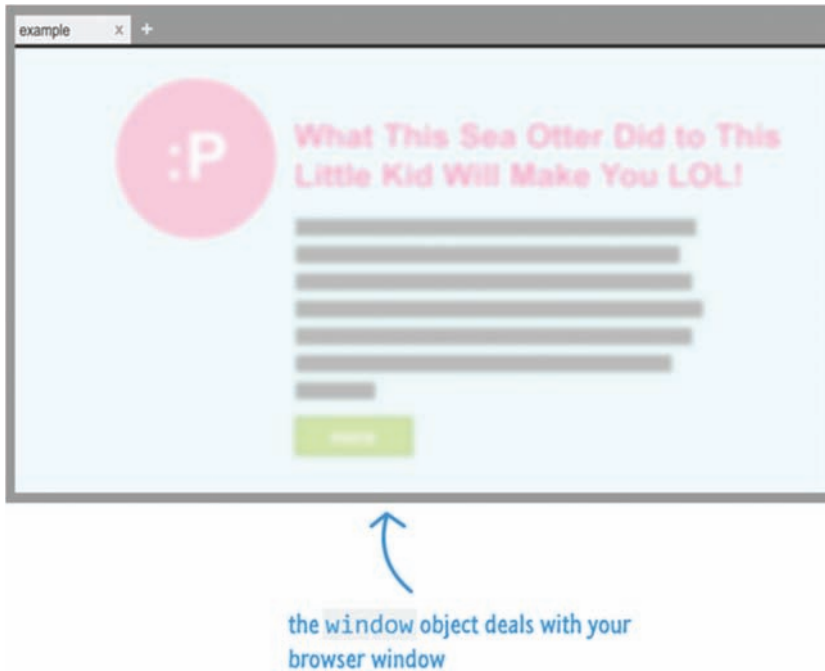 example x +
:P
What This Sea Otter Did to This
Little Kid Will Make You LOL!
more
the window object deals with your
browser window